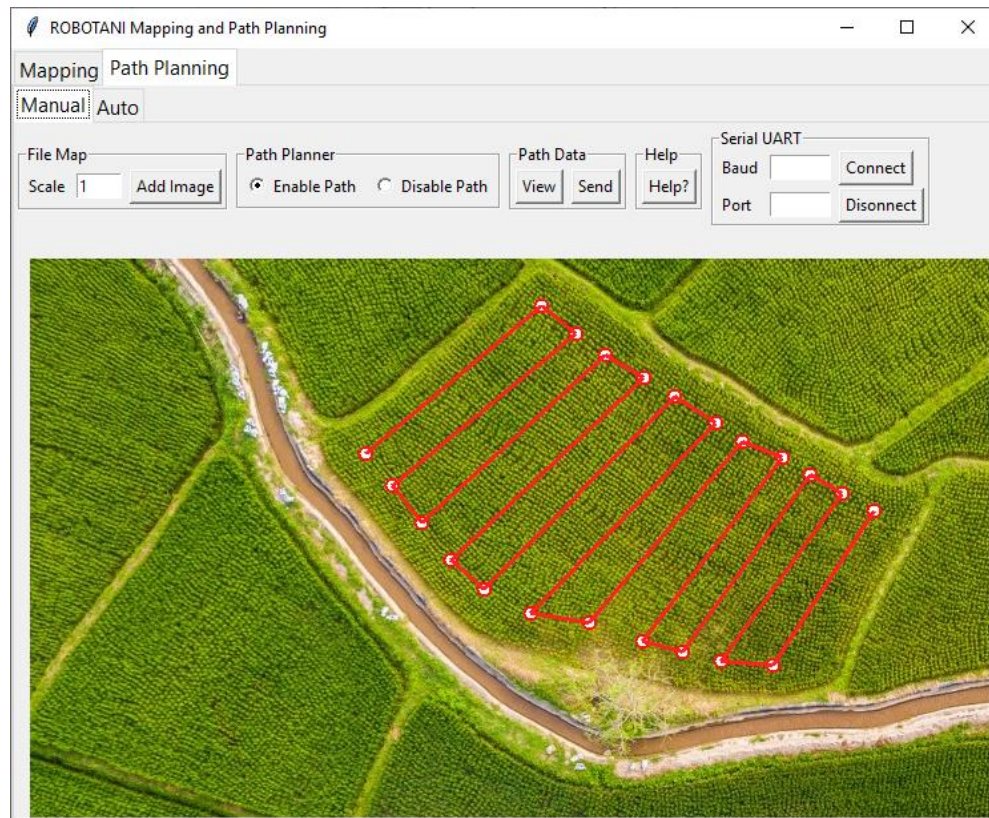 ROBOTANI Mapping and Path Planning
Mapping Path Planning
Manual Auto
File Map
Scale 1 Add Image
Path Planner
Enable Path Disable Path
Path Data
View Send
Help
Help?
Serial UART
Baud Connect
Port Disonnect